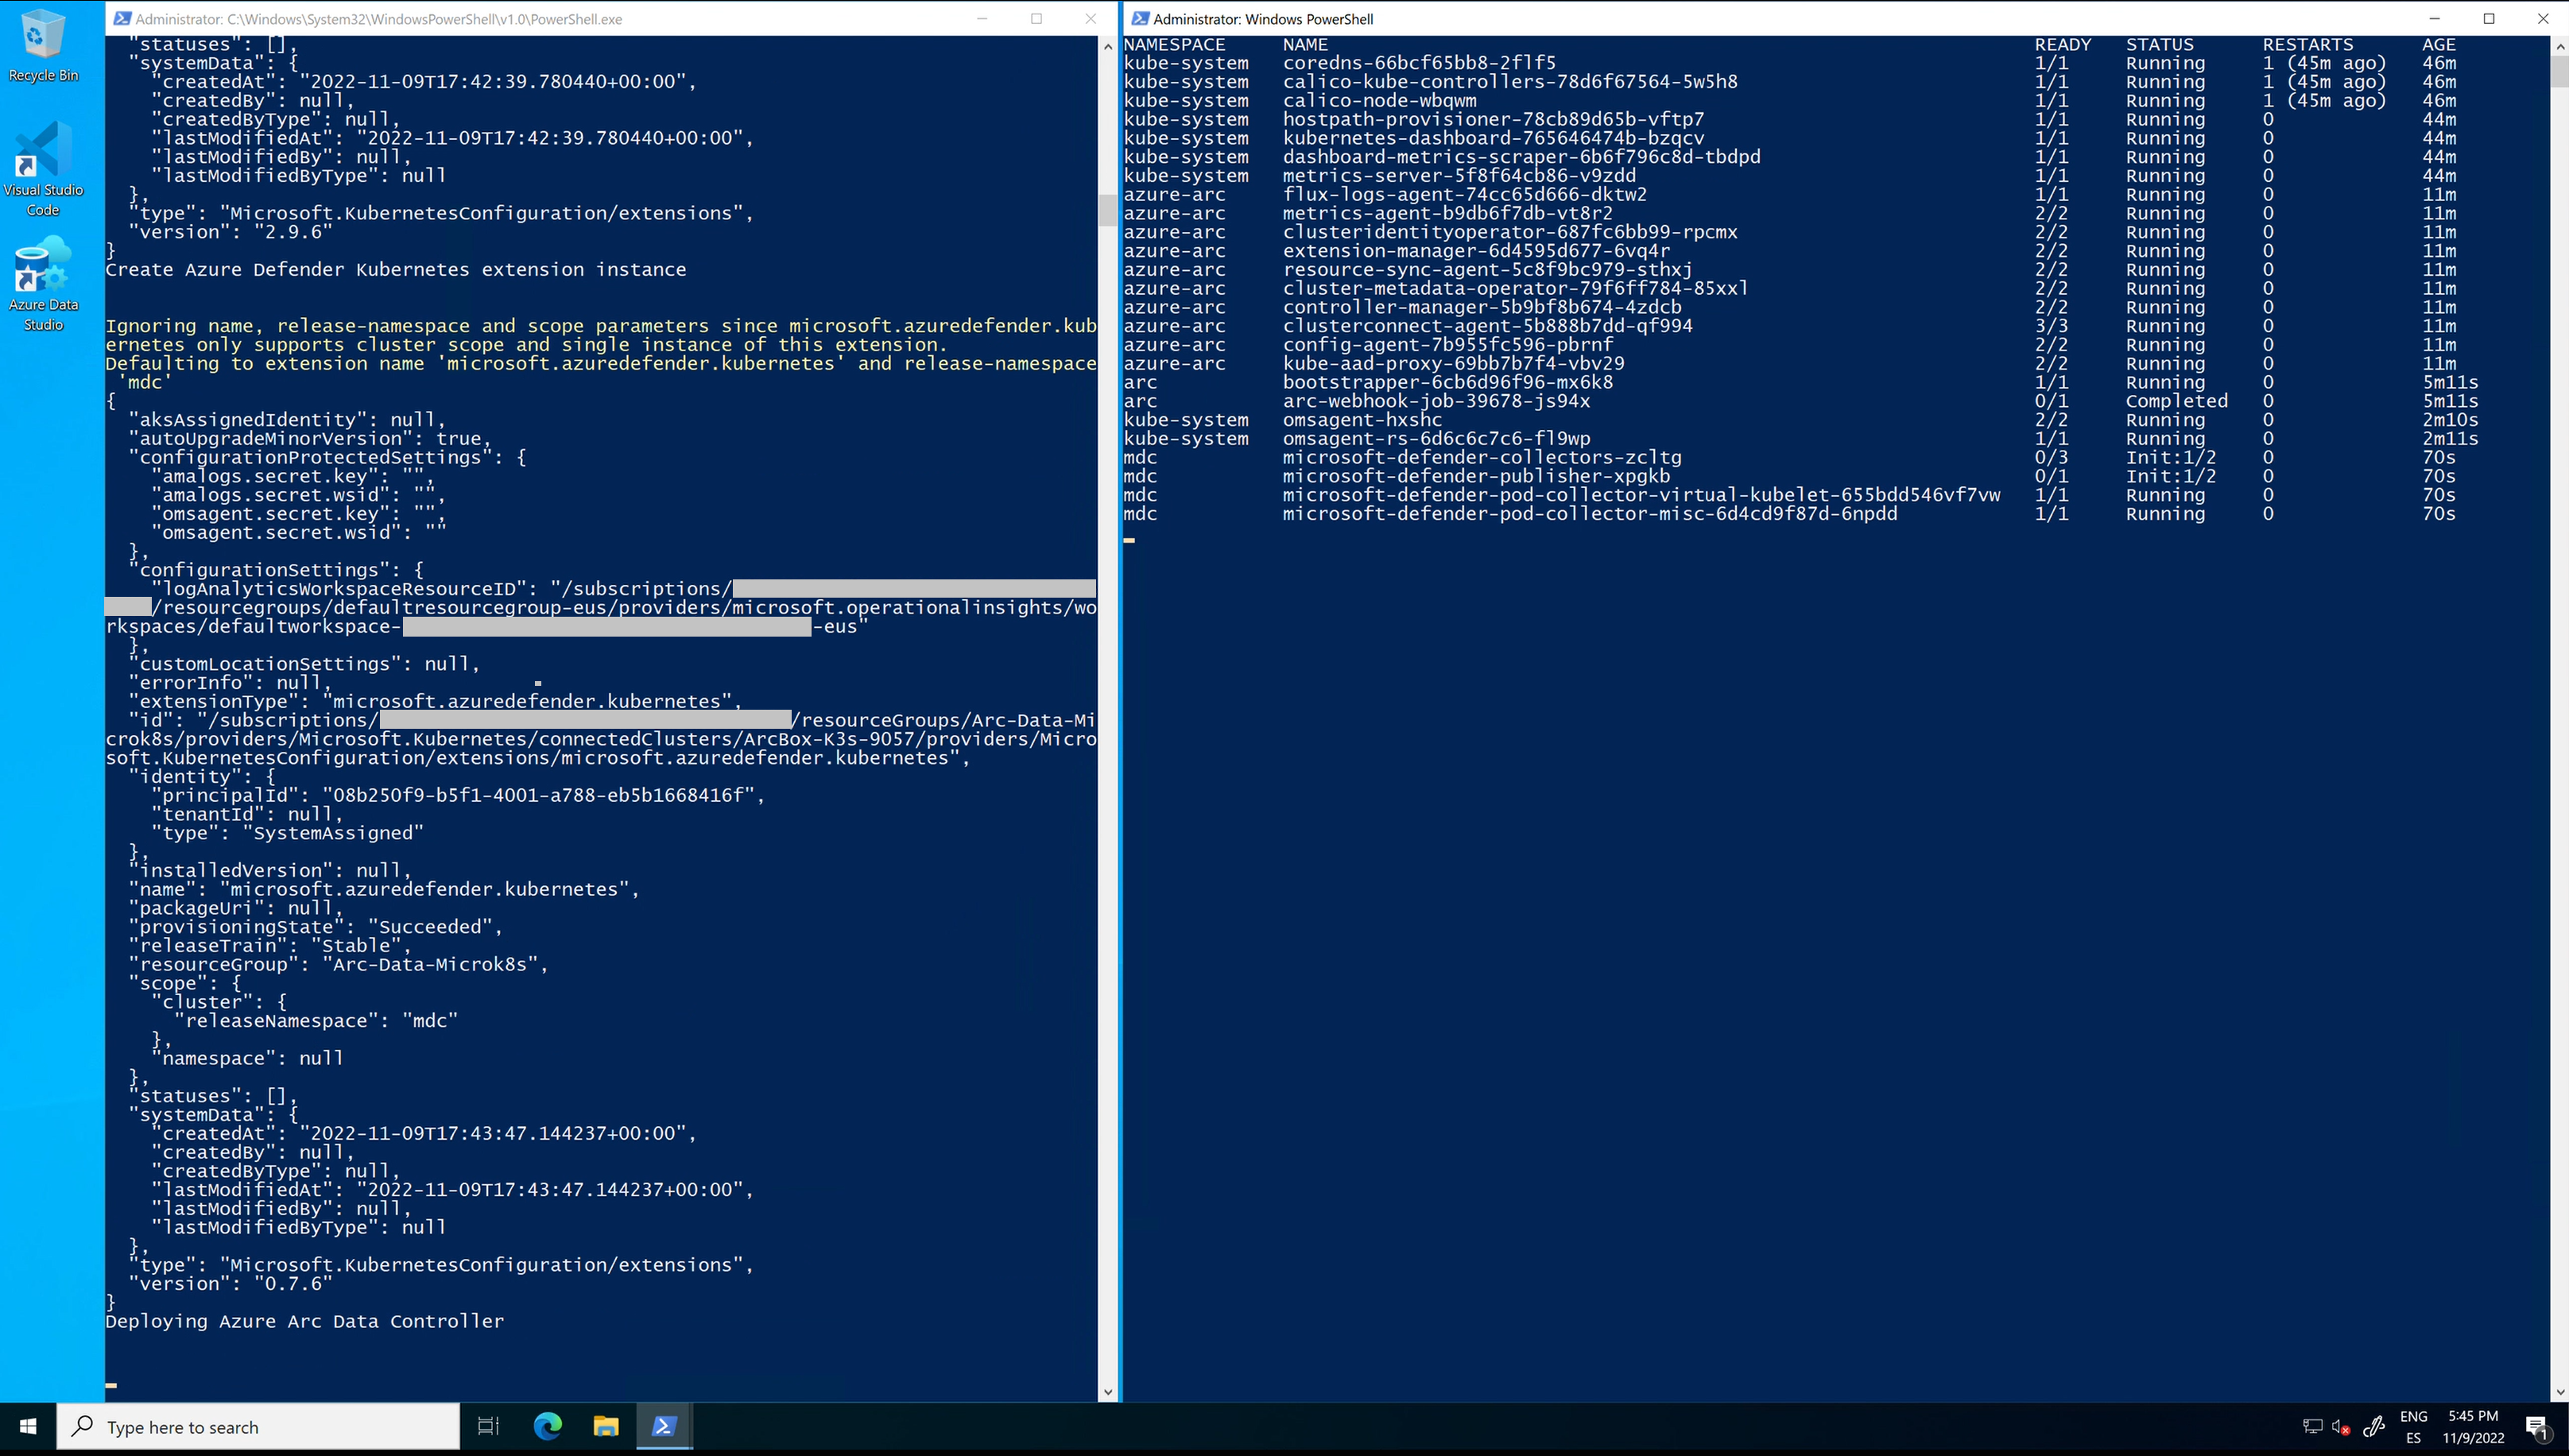 Recycle Bin
Visual Studio
Code
Azure Data
Studio
Administrator: C:\Windows\System32\WindowsPowerShell\v1.0\PowerShell.exe
  "statuses": [],
  "systemData": {
    "createdAt": "2022-11-09T17:42:39.780440+00:00",
    "createdBy": null,
    "createdByType": null,
    "lastModifiedAt": "2022-11-09T17:42:39.780440+00:00",
    "lastModifiedBy": null,
    "lastModifiedByType": null
  },
  "type": "Microsoft.KubernetesConfiguration/extensions",
  "version": "2.9.6"
}
Create Azure Defender Kubernetes extension instance
Ignoring name, release-namespace and scope parameters since microsoft.azuredefender.kub
ernetes only supports cluster scope and single instance of this extension.
Defaulting to extension name 'microsoft.azuredefender.kubernetes' and release-namespace
 'mdc'
{
  "aksAssignedIdentity": null,
  "autoUpgradeMinorVersion": true,
  "configurationProtectedSettings": {
    "amalogs.secret.key": "",
    "amalogs.secret.wsid": "",
    "omsagent.secret.key": "",
    "omsagent.secret.wsid": ""
  },
  "configurationSettings": {
    "logAnalyticsWorkspaceResourceID": "/subscriptions/
/resourcegroups/defaultresourcegroup-eus/providers/microsoft.operationalinsights/wo
rkspaces/defaultworkspace- -eus"
  },
  "customLocationSettings": null,
  "errorInfo": null,
  "extensionType": "microsoft.azuredefender.kubernetes",
  "id": "/subscriptions/ /resourceGroups/Arc-Data-Mi
crok8s/providers/Microsoft.Kubernetes/connectedClusters/ArcBox-K3s-9057/providers/Micro
soft.KubernetesConfiguration/extensions/microsoft.azuredefender.kubernetes",
  "identity": {
    "principalId": "08b250f9-b5f1-4001-a788-eb5b1668416f",
    "tenantId": null,
    "type": "SystemAssigned"
  },
  "installedVersion": null,
  "name": "microsoft.azuredefender.kubernetes",
  "packageUri": null,
  "provisioningState": "Succeeded",
  "releaseTrain": "Stable",
  "resourceGroup": "Arc-Data-Microk8s",
  "scope": {
    "cluster": {
      "releaseNamespace": "mdc"
    },
    "namespace": null
  },
  "statuses": [],
  "systemData": {
    "createdAt": "2022-11-09T17:43:47.144237+00:00",
    "createdBy": null,
    "createdByType": null,
    "lastModifiedAt": "2022-11-09T17:43:47.144237+00:00",
    "lastModifiedBy": null,
    "lastModifiedByType": null
  },
  "type": "Microsoft.KubernetesConfiguration/extensions",
  "version": "0.7.6"
}
Deploying Azure Arc Data Controller
Administrator: Windows PowerShell
NAMESPACE NAME READY STATUS RESTARTS AGE
kube-system coredns-66bcf65bb8-2flf5 1/1 Running 1 (45m ago) 46m
kube-system calico-kube-controllers-78d6f67564-5w5h8 1/1 Running 1 (45m ago) 46m
kube-system calico-node-wbqwm 1/1 Running 1 (45m ago) 46m
kube-system hostpath-provisioner-78cb89d65b-vftp7 1/1 Running 0 44m
kube-system kubernetes-dashboard-765646474b-bzqcv 1/1 Running 0 44m
kube-system dashboard-metrics-scraper-6b6f796c8d-tbdpd 1/1 Running 0 44m
kube-system metrics-server-5f8f64cb86-v9zdd 1/1 Running 0 44m
azure-arc flux-logs-agent-74cc65d666-dktw2 1/1 Running 0 11m
azure-arc metrics-agent-b9db6f7db-vt8r2 2/2 Running 0 11m
azure-arc clusteridentityoperator-687fc6bb99-rpcmx 2/2 Running 0 11m
azure-arc extension-manager-6d4595d677-6vq4r 2/2 Running 0 11m
azure-arc resource-sync-agent-5c8f9bc979-sthxj 2/2 Running 0 11m
azure-arc cluster-metadata-operator-79f6ff784-85xxl 2/2 Running 0 11m
azure-arc controller-manager-5b9bf8b674-4zdcb 2/2 Running 0 11m
azure-arc clusterconnect-agent-5b888b7dd-qf994 3/3 Running 0 11m
azure-arc config-agent-7b955fc596-pbrnf 2/2 Running 0 11m
azure-arc kube-aad-proxy-69bb7b7f4-vbv29 2/2 Running 0 11m
arc bootstrapper-6cb6d96f96-mx6k8 1/1 Running 0 5m11s
arc arc-webhook-job-39678-js94x 0/1 Completed 0 5m11s
kube-system omsagent-hxshc 2/2 Running 0 2m10s
kube-system omsagent-rs-6d6c6c7c6-fl9wp 1/1 Running 0 2m11s
mdc microsoft-defender-collectors-zcltg 0/3 Init:1/2 0 70s
mdc microsoft-defender-publisher-xpgkb 0/1 Init:1/2 0 70s
mdc microsoft-defender-pod-collector-virtual-kubelet-655bdd546vf7vw 1/1 Running 0 70s
mdc microsoft-defender-pod-collector-misc-6d4cd9f87d-6npdd 1/1 Running 0 70s
Type here to search
ENG
ES
5:45 PM
11/9/2022
1